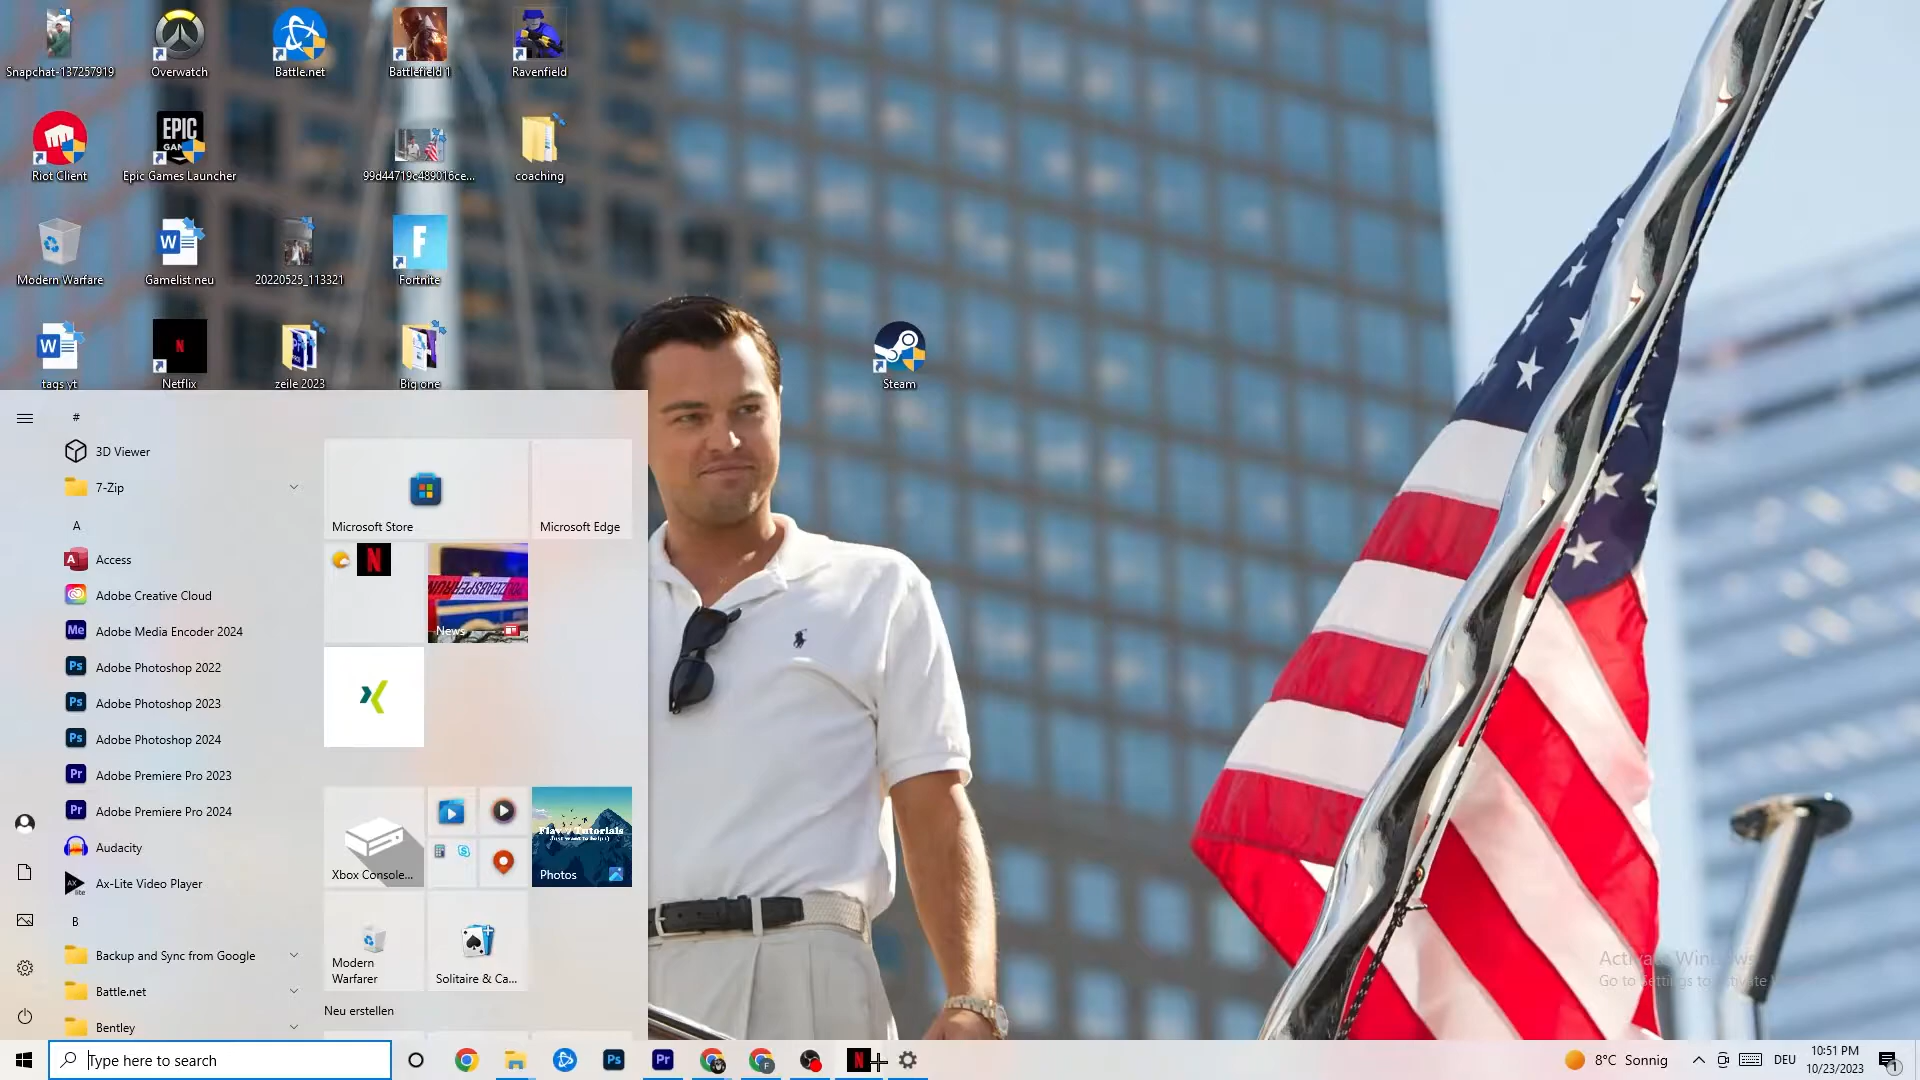 Snapchat-137257919
Overwatch
Battle.net
Battlefield 1
Ravenfield
EPIC
Riot Client
Epic Games Launcher
99d44719c489016ce...
coaching
Modern Warfare
Gamelist neu
20220525_113321
Fortnite
tags yt
Netflix
zeile 2023
Big one
Steam
#
3D Viewer
7-Zip
A
Access
Adobe Creative Cloud
Adobe Media Encoder 2024
Adobe Photoshop 2022
Adobe Photoshop 2023
Adobe Photoshop 2024
Adobe Premiere Pro 2023
Adobe Premiere Pro 2024
Audacity
Ax-Lite Video Player
B
Backup and Sync from Google
Battle.net
Bentley
Microsoft Store
Microsoft Edge
News
Xbox Console...
Photos
Modern
Warfarer
Solitaire & Ca...
Neu erstellen
Activate Windows
Go to Settings to activate
Type here to search
8°C Sonnig
DEU
10:51 PM
10/23/2023